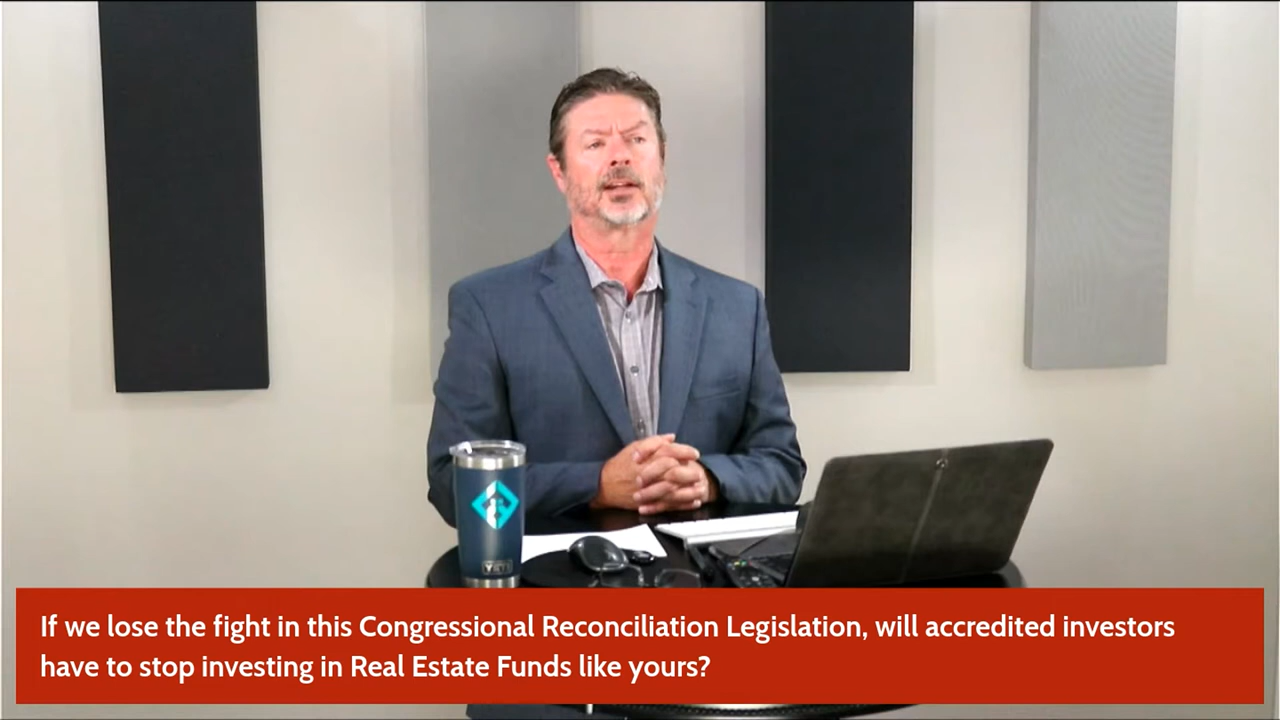 YETI
If we lose the fight in this Congressional Reconciliation Legislation, will accredited investors
have to stop investing in Real Estate Funds like yours?